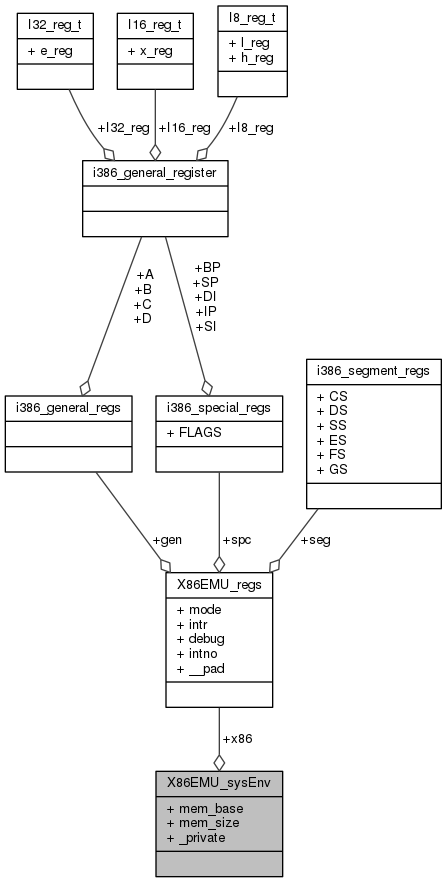 I32_reg_t
+ e_reg
I16_reg_t
+ x_reg
I8_reg_t
+ l_reg
+ h_reg
+I32_reg
+I16_reg
+I8_reg
i386_general_register
+A
+B
+C
+D
+BP
+SP
+DI
+IP
+SI
i386_general_regs
i386_special_regs
+ FLAGS
i386_segment_regs
+ CS
+ DS
+ SS
+ ES
+ FS
+ GS
+gen
+spc
+seg
X86EMU_regs
+ mode
+ intr
+ debug
+ intno
+ __pad
+x86
X86EMU_sysEnv
+ mem_base
+ mem_size
+ _private